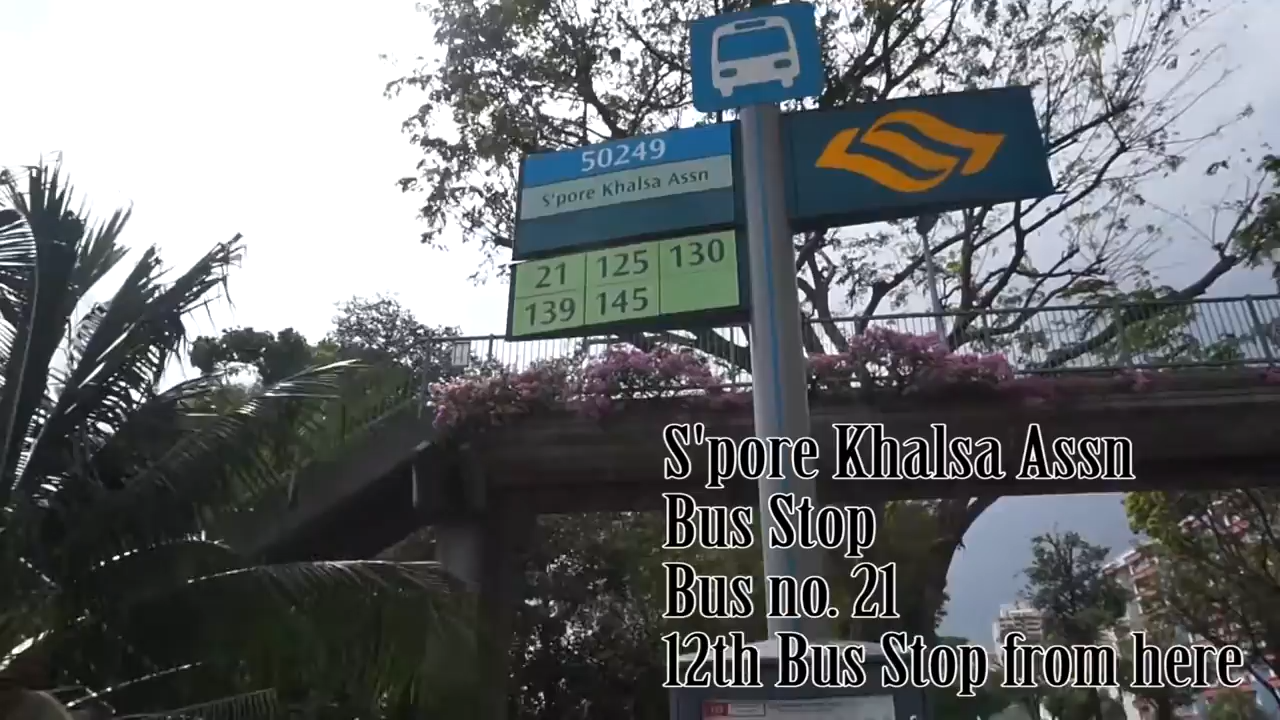 50249
S'pore Khalsa Assn
21 125 130
139 145
S'pore Khalsa Assn
Bus Stop
Bus no. 21
12th Bus Stop from here